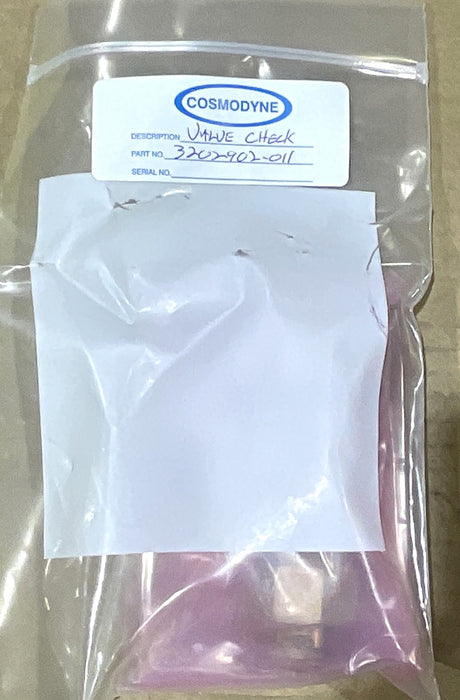 COSMODYNE
DESCRIPTION VALVE CHECK
PART NO. 3202902-011
SERIAL NO.